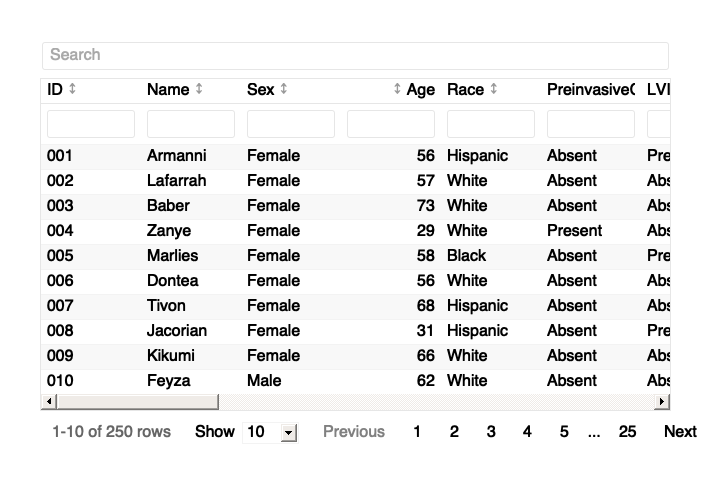 Search
ID Name Sex Age Race PreinvasiveC LVI
001 Armanni Female 56 Hispanic Absent Pre
002 Lafarrah Female 57 White Absent Abs
003 Baber Female 73 White Absent Abs
004 Zanye Female 29 White Present Abs
005 Marlies Female 58 Black Absent Pre
006 Dontea Female 56 White Absent Abs
007 Tivon Female 68 Hispanic Absent Abs
008 Jacorian Female 31 Hispanic Absent Pre
009 Kikumi Female 66 White Absent Abs
010 Feyza Male 62 White Absent Abs
1-10 of 250 rows Show 10 Previous 1 2 3 4 5 ... 25 Next